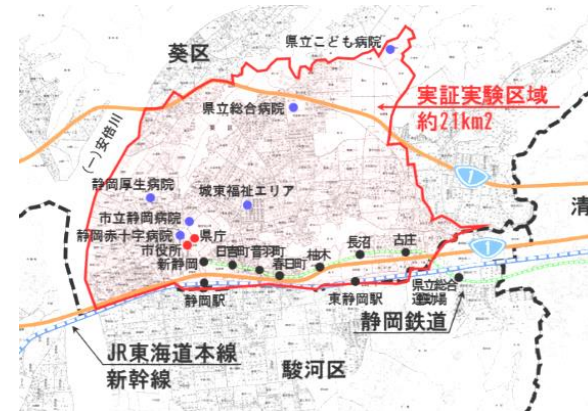 葵区
県立こども病院
実証実験区域
約21km2
県立総合病院
(一)安倍川
1
静岡厚生病院
城東福祉エリア
清
市立静岡病院
静岡赤十字病院
県庁
市役所
1
新静岡
日吉町
音羽町
春日町
柚木
長沼
古庄
静岡駅
東静岡駅
県立総合
運動場
静岡鉄道
JR東海道本線
新幹線
駿河区